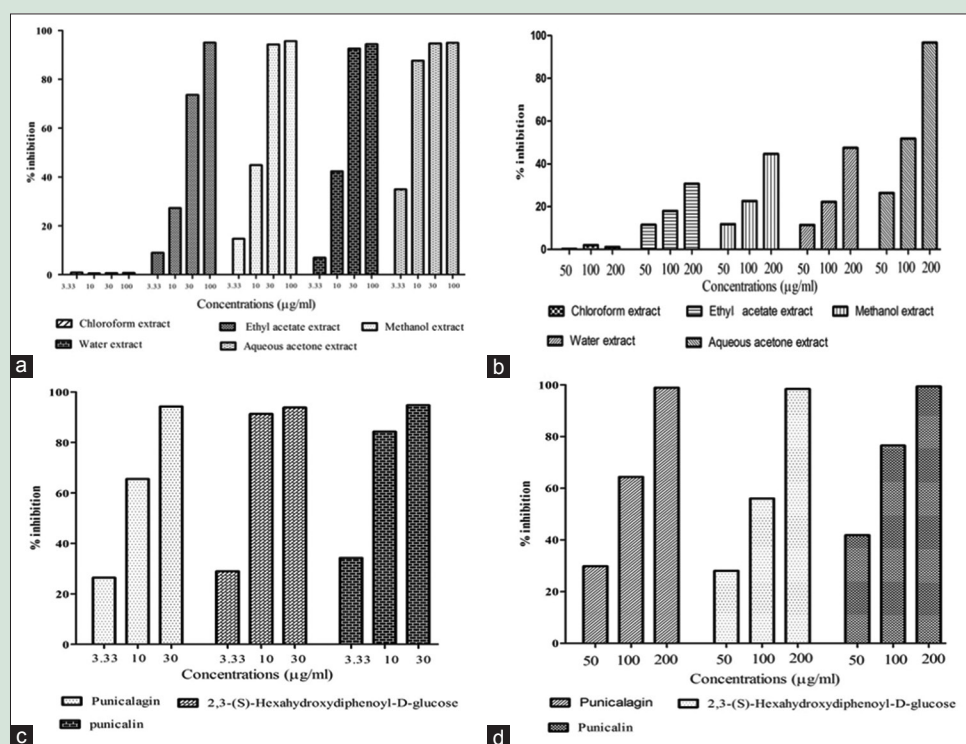 100
80
60
40
20
0
% inhibition
3.33 10 30 100 3.33 10 30 100 3.33 10 30 100 3.33 10 30 100 3.33 10 30 100
Concentrations (µg/ml)
Chloroform extract Ethyl acetate extract Methanol extract
Water extract Aqueous acetone extract
a
100
80
60
40
20
0
% inhibition
50 100 200 50 100 200 50 100 200 50 100 200 50 100 200
Concentrations (µg/ml)
Chloroform extract Ethyl acetate extract Methanol extract
Water extract Aqueous acetone extract
b
100
80
60
40
20
0
% inhibition
3.33 10 30 3.33 10 30 3.33 10 30
Concentrations (µg/ml)
Punicalagin 2,3-(S)-Hexahydroxydiphenoyl-D-glucose
punicalin
c
100
80
60
40
20
0
% inhibition
50 100 200 50 100 200 50 100 200
Concentrations (µg/ml)
Punicalagin 2,3-(S)-Hexahydroxydiphenoyl-D-glucose
Punicalin
d